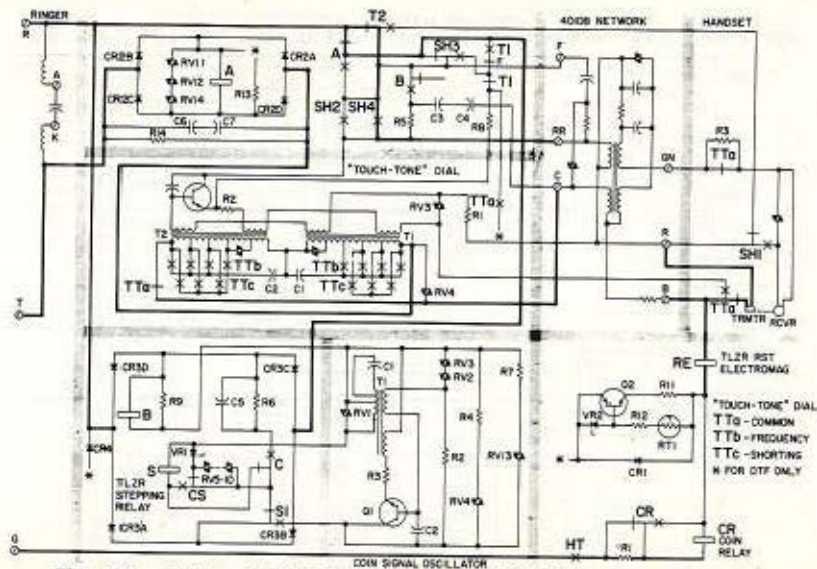 RINGER
T2
4010B NETWORK
HANDSET
R
CR2B
CR2A
A
SH3
T1
F
RV11
RV12
RV14
A
R13
CR2C
CR2D
B
T1
A
K
C6
C7
R14
SH2
SH4
R5
C3
C4
R8
RR
R3
TTa
GN
"TOUCH-TONE" DIAL
C
R2
RV3
TTa
R1
T2
T1
R
SH1
TTb
C2
C1
TTb
TTa
TTc
TTc
RV4
B
TTa
TRMTR
RCVR
T
CR3D
CR3C
C1
RV3
RV2
R7
RE
TLZR RST
ELECTROMAG
B
R9
C5
R6
T1
RV1
R4
Q2
R11
"TOUCH-TONE" DIAL
TTa - COMMON
TTb - FREQUENCY
TTc - SHORTING
* FOR DTF ONLY
VR2
R12
RT1
CR4
VR1
C
R2
RV13
S
RV5-10
CS
TLZR
STEPPING
RELAY
R3
RV4
CR1
S1
Q1
C2
CR3A
CR3B
CR
CR
COIN
RELAY
HT
R1
G
COIN SIGNAL OSCILLATOR